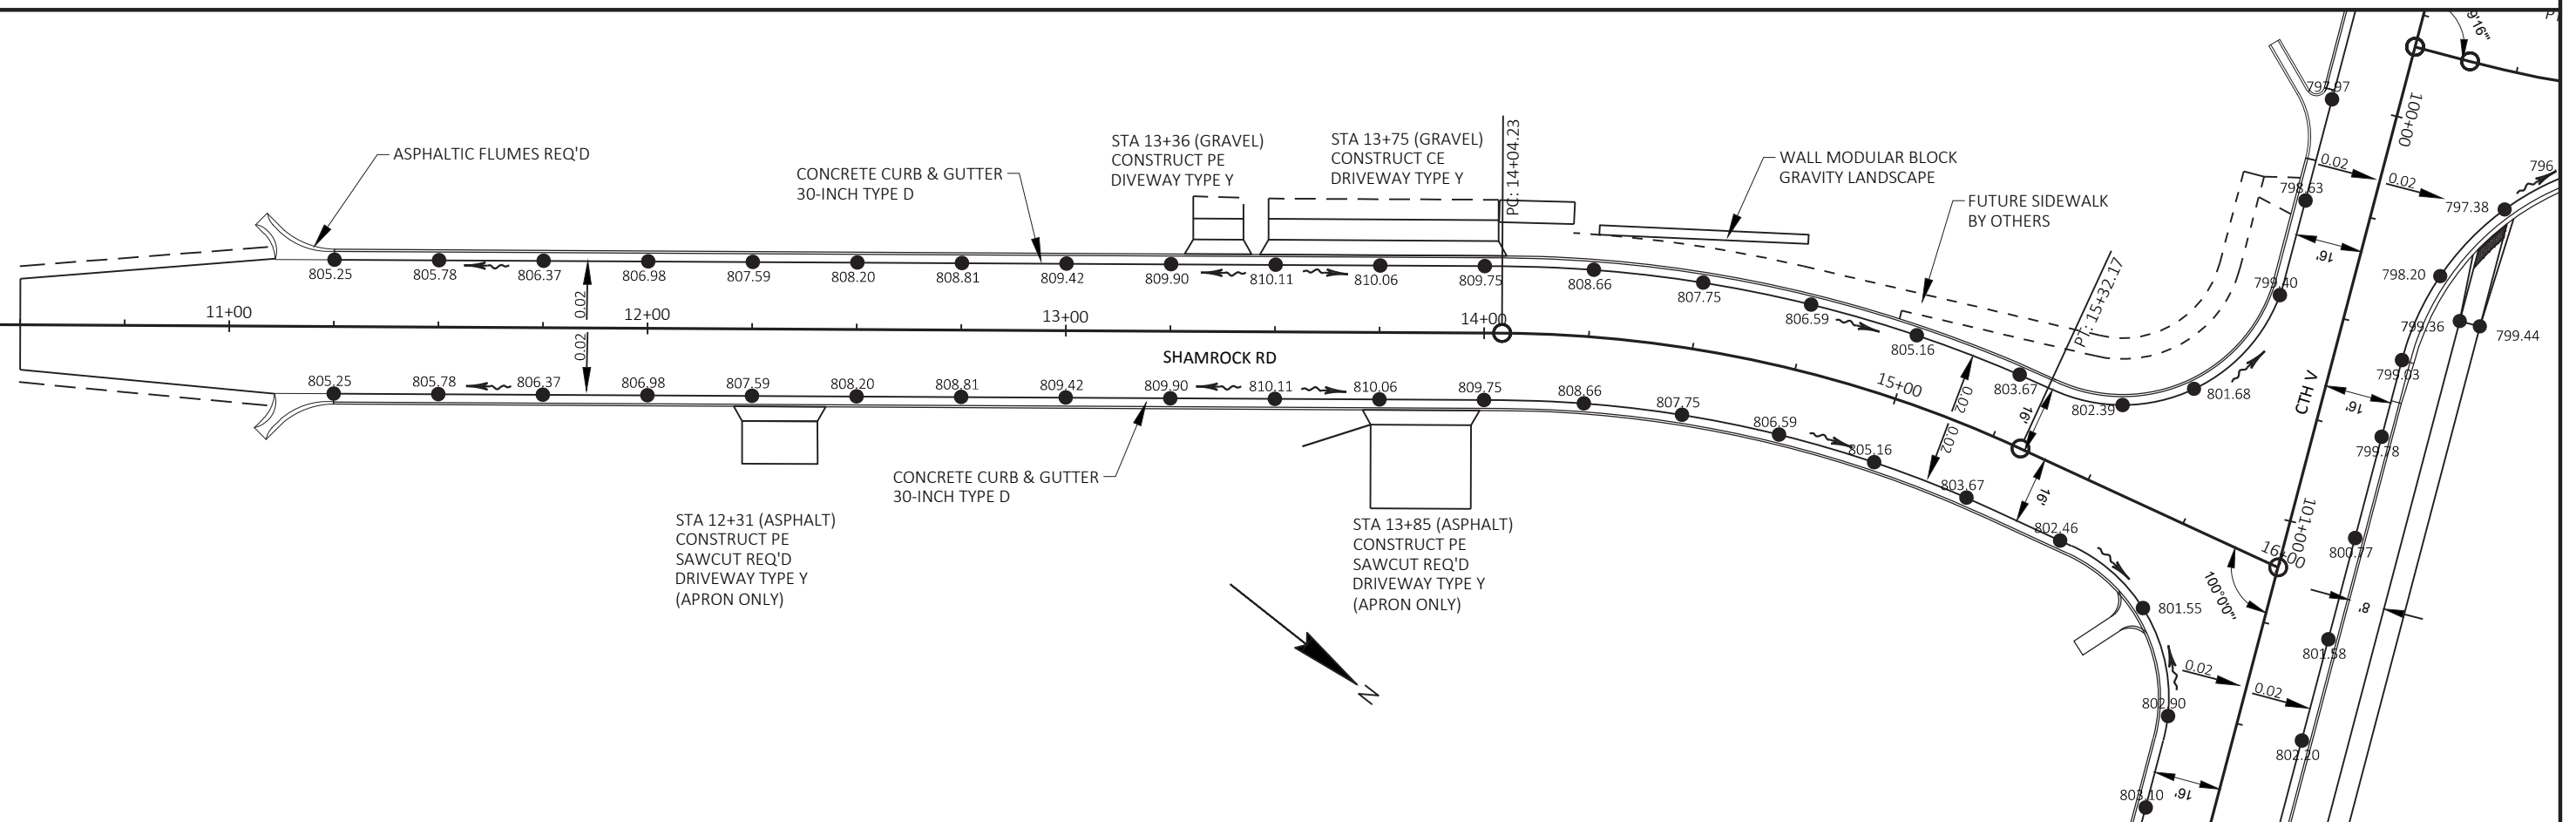 ASPHALTIC FLUMES REQ'D
CONCRETE CURB & GUTTER
30-INCH TYPE D
STA 13+36 (GRAVEL)
CONSTRUCT PE
DIVEWAY TYPE Y
STA 13+75 (GRAVEL)
CONSTRUCT CE
DRIVEWAY TYPE Y
PC: 14+04.23
WALL MODULAR BLOCK
GRAVITY LANDSCAPE
FUTURE SIDEWALK
BY OTHERS
805.25 805.78 806.37 806.98 807.59 808.20 808.81 809.42 809.90 810.11 810.06 809.75 808.66 807.75 806.59 805.16 803.67 802.39 801.68 799.40 798.63 797.97
0.02
0.02
11+00 12+00 13+00 14+00 15+00 16+00
SHAMROCK RD
805.25 805.78 806.37 806.98 807.59 808.20 808.81 809.42 809.90 810.11 810.06 809.75 808.66 807.75 806.59 805.16 803.67 802.46 801.55 802.90 803.10
CONCRETE CURB & GUTTER
30-INCH TYPE D
STA 12+31 (ASPHALT)
CONSTRUCT PE
SAWCUT REQ'D
DRIVEWAY TYPE Y
(APRON ONLY)
STA 13+85 (ASPHALT)
CONSTRUCT PE
SAWCUT REQ'D
DRIVEWAY TYPE Y
(APRON ONLY)
N
PT: 15+32.17
0.02
0.02
16'
16'
100°0'0"
9'16"
100+00
0.02
0.02
16'
CTH V
16'
101+00
8'
0.02
0.02
16'
796
797.38
798.20
799.36
799.44
799.03
799.78
800.77
801.58
802.20